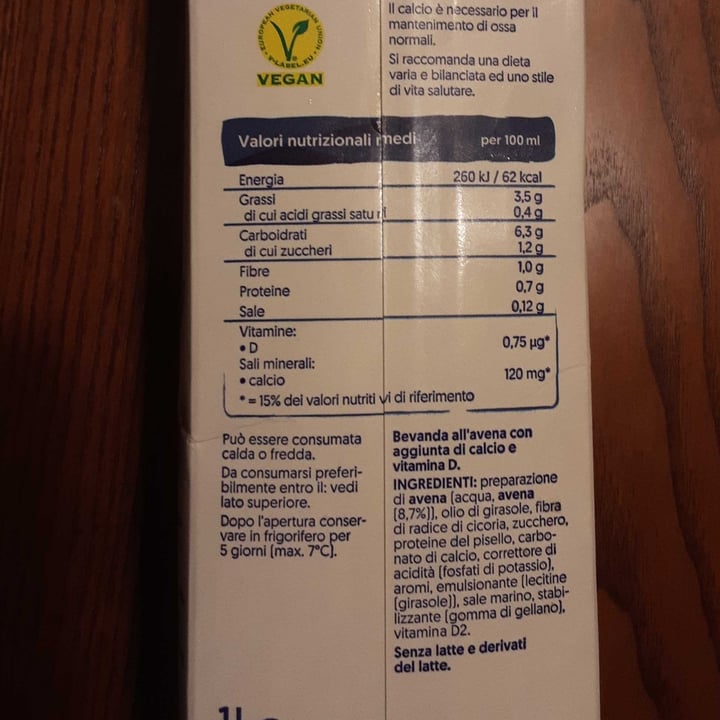 EUROPEAN VEGETARIAN UNION
V-LABEL.EU
VEGAN
Il calcio è necessario per il
mantenimento di ossa
normali.
Si raccomanda una dieta
varia e bilanciata ed uno stile
di vita salutare.
Valori nutrizionali medi per 100 ml
Energia 260 kJ / 62 kcal
Grassi 3,5 g
di cui acidi grassi saturi 0,4 g
Carboidrati 6,3 g
di cui zuccheri 1,2 g
Fibre 1,0 g
Proteine 0,7 g
Sale 0,12 g
Vitamine:
• D 0,75 µg*
Sali minerali:
• calcio 120 mg*
* = 15% dei valori nutritivi di riferimento
Può essere consumata
calda o fredda.
Da consumarsi preferi-
bilmente entro il: vedi
lato superiore.
Dopo l'apertura conser-
vare in frigorifero per
5 giorni (max. 7°C).
Bevanda all'avena con
aggiunta di calcio e
vitamina D.
INGREDIENTI: preparazione
di avena (acqua, avena
(8,7%)), olio di girasole, fibra
di radice di cicoria, zucchero,
proteine del pisello, carbo-
nato di calcio, correttore di
acidità (fosfati di potassio),
aromi, emulsionante (lecitine
(girasole)), sale marino, stabi-
lizzante (gomma di gellano),
vitamina D2.
Senza latte e derivati
del latte.